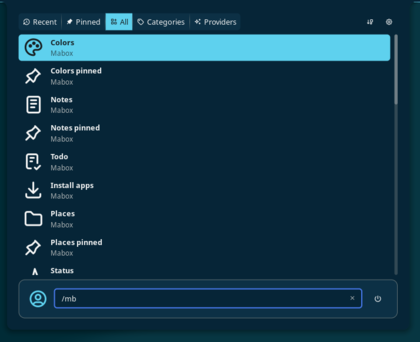 Recent Pinned All Categories Providers
Colors
Mabox
Colors pinned
Mabox
Notes
Mabox
Notes pinned
Mabox
Todo
Mabox
Install apps
Mabox
Places
Mabox
Places pinned
Mabox
Status
/mb